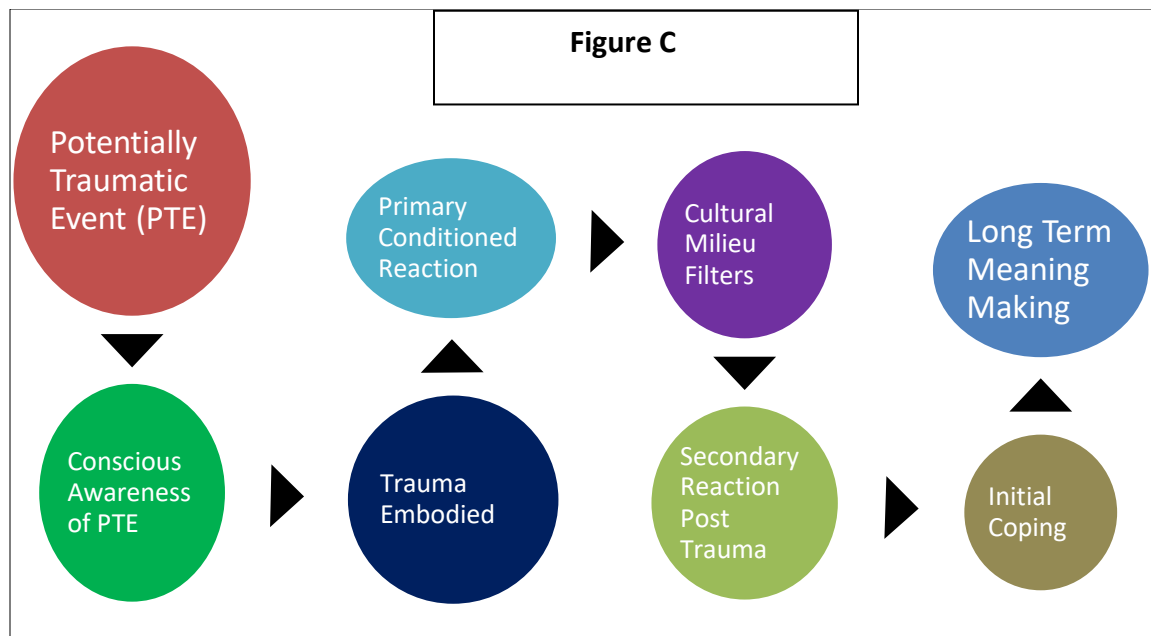 Figure C
Potentially
Traumatic
Event (PTE)
Conscious
Awareness
of PTE
Trauma
Embodied
Primary
Conditioned
Reaction
Cultural
Milieu
Filters
Secondary
Reaction
Post
Trauma
Initial
Coping
Long Term
Meaning
Making